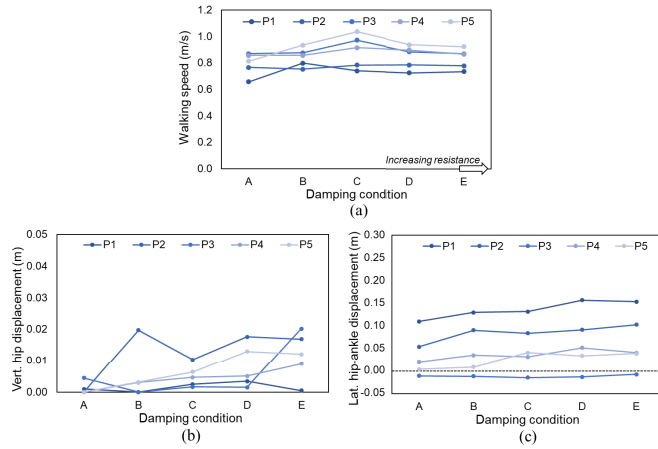 Walking speed (m/s)
1.2
1.0
0.8
0.6
0.4
0.2
0.0
P1 P2 P3 P4 P5
Increasing resistance
A B C D E
Damping condition
(a)
Vert. hip displacement (m)
0.05
0.04
0.03
0.02
0.01
0.00
P1 P2 P3 P4 P5
A B C D E
Damping condition
(b)
Lat. hip-ankle displacement (m)
0.30
0.25
0.20
0.15
0.10
0.05
0.00
-0.05
P1 P2 P3 P4 P5
A B C D E
Damping condition
(c)